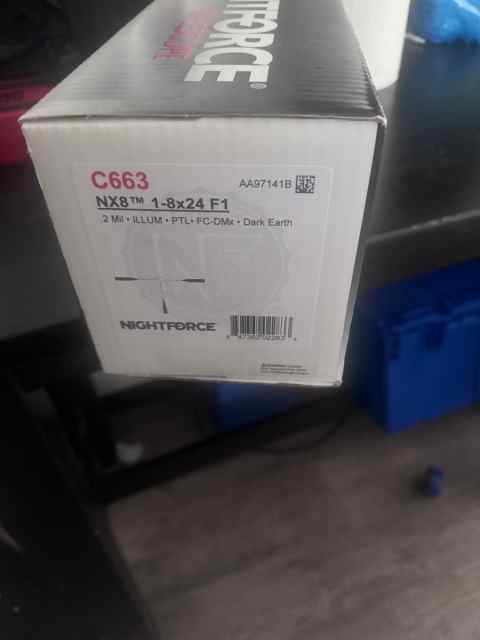 NIGHTFORCE®
C663
AA97141B
NX8™ 1-8x24 F1
.2 Mil • ILLUM • PTL • FC-DMx • Dark Earth
NIGHTFORCE